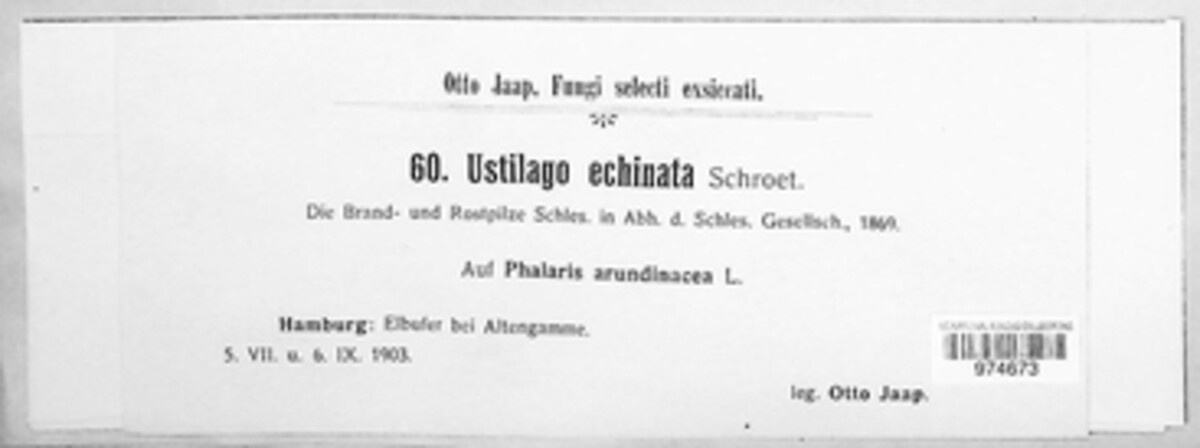 Otto Jaap, Fungi selecti exsiccati.
60. Ustilago echinata Schroet.
Die Brand- und Rostpilze Schles. in Abh. d. Schles. Gesellsch., 1869.
Auf Phalaris arundinacea L.
Hamburg: Elbufer bei Altengamme.
5. VII. u. 6. IX. 1903.
974673
leg. Otto Jaap.